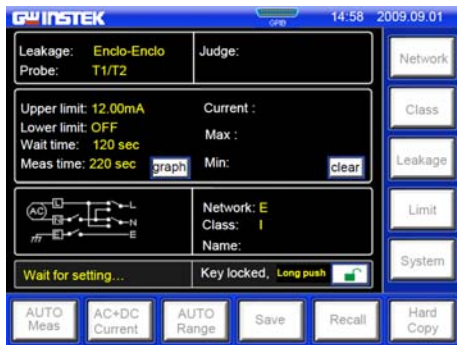 GWINSTEK GPIB 14:58 2009.09.01
Leakage: Enclo-Enclo
Probe: T1/T2
Judge:
Network
Upper limit: 12.00mA
Lower limit: OFF
Wait time: 120 sec
Meas time: 220 sec
graph
Current :
Max :
Min:
clear
Class
Leakage
AC
L
N
E
L
N
E
Network: E
Class: I
Name:
Limit
Wait for setting...
Key locked, Long push
System
AUTO Meas
AC+DC Current
AUTO Range
Save
Recall
Hard Copy